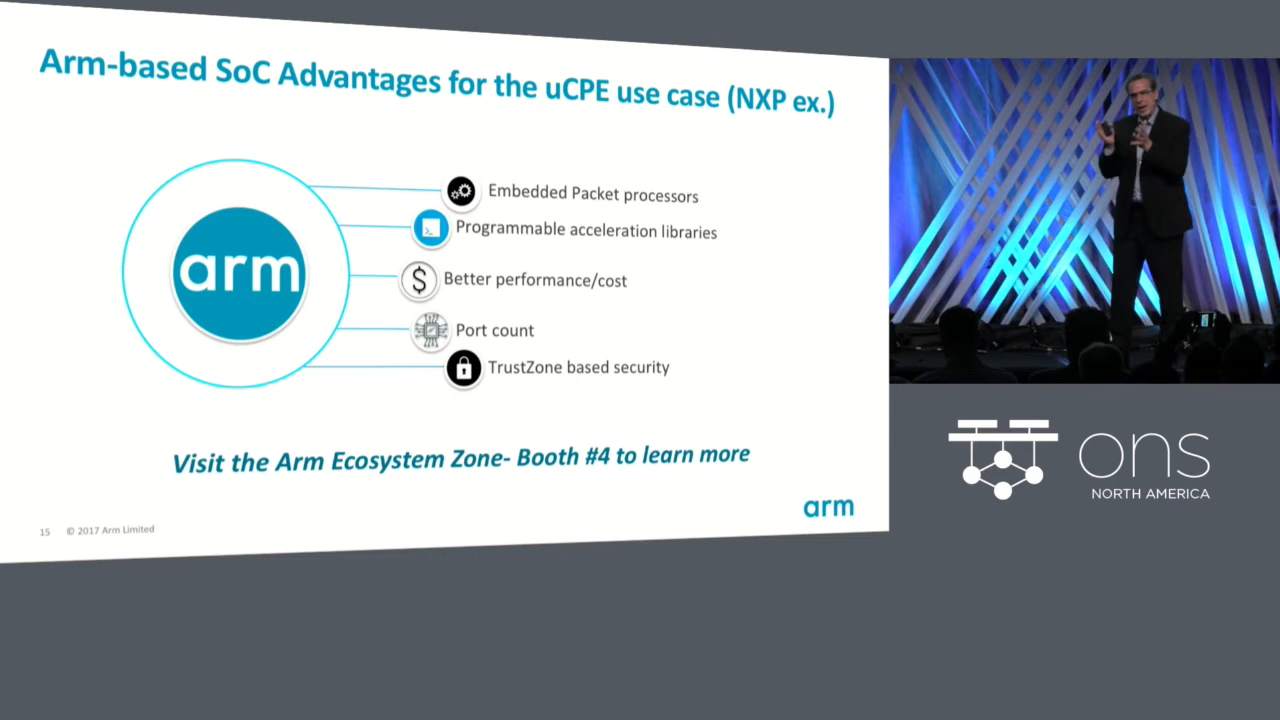 Arm-based SoC Advantages for the uCPE use case (NXP ex.)
arm
Embedded Packet processors
Programmable acceleration libraries
$
Better performance/cost
Port count
TrustZone based security
Visit the Arm Ecosystem Zone- Booth #4 to learn more
arm
15 © 2017 Arm Limited
ons
NORTH AMERICA